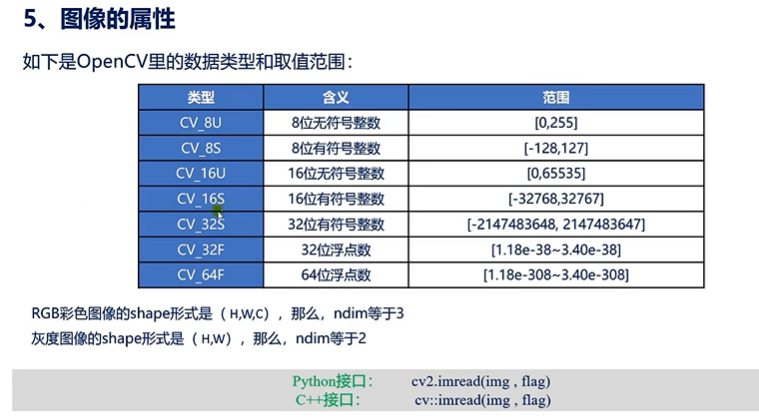 5、图像的属性
如下是OpenCV里的数据类型和取值范围：
类型 含义 范围
CV_8U 8位无符号整数 [0,255]
CV_8S 8位有符号整数 [-128,127]
CV_16U 16位无符号整数 [0,65535]
CV_16S 16位有符号整数 [-32768,32767]
CV_32S 32位有符号整数 [-2147483648, 2147483647]
CV_32F 32位浮点数 [1.18e-38~3.40e-38]
CV_64F 64位浮点数 [1.18e-308~3.40e-308]
RGB彩色图像的shape形式是（H,W,C），那么，ndim等于3
灰度图像的shape形式是（H,W），那么，ndim等于2
Python接口： cv2.imread(img , flag)
C++接口： cv::imread(img , flag)